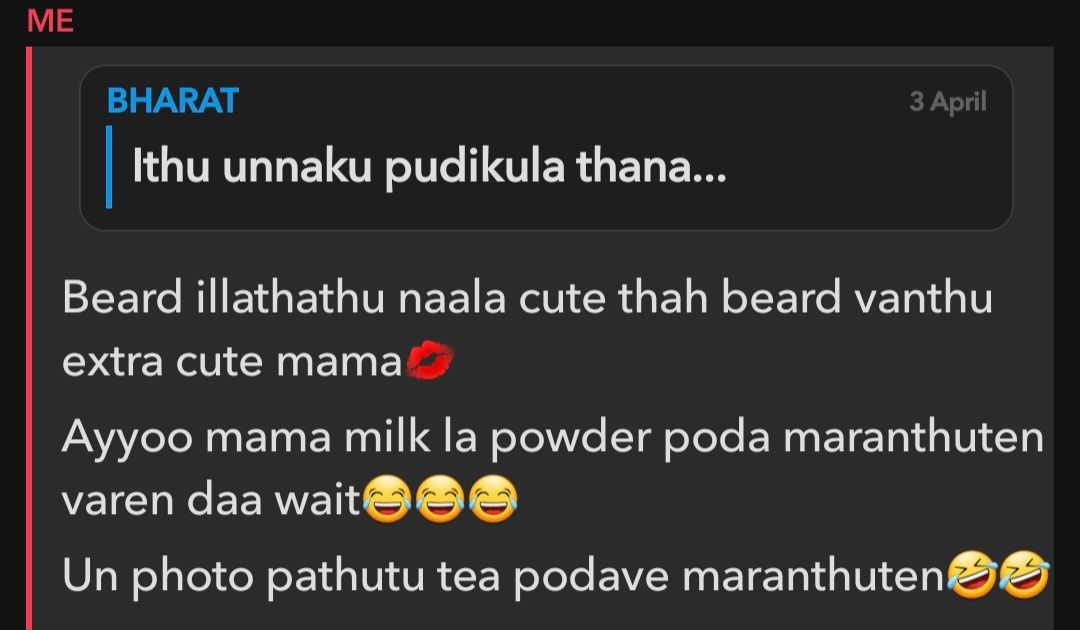 ME
BHARAT
3 April
Ithu unnaku pudikula thana...
Beard illathathu naala cute thah beard vanthu
extra cute mama💋
Ayyoo mama milk la powder poda maranthuten
varen daa wait😂😂😂
Un photo pathutu tea podave maranthuten🤣🤣